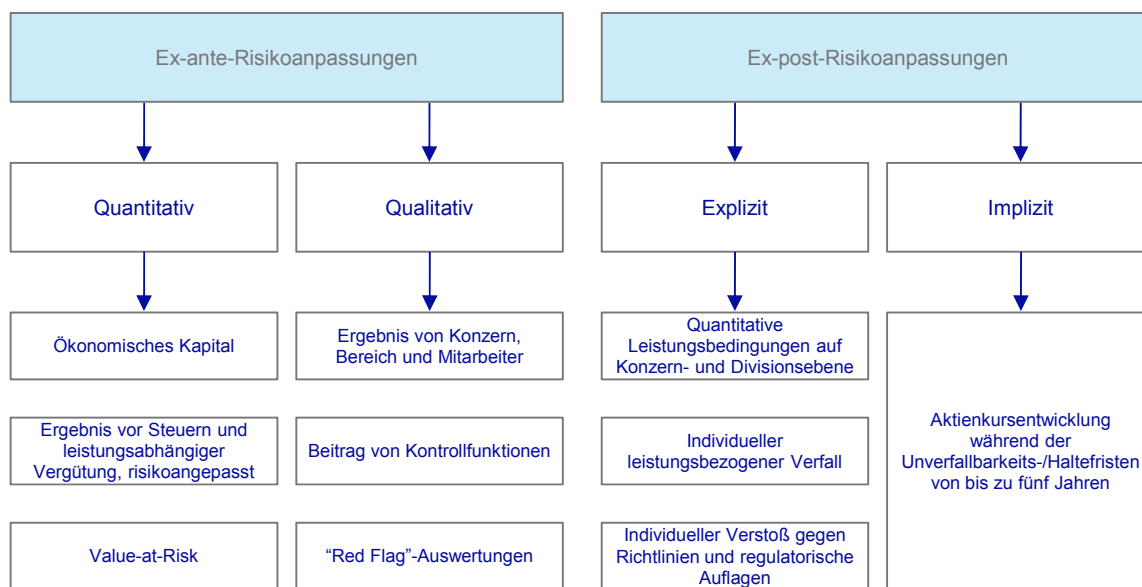 Ex-ante-Risikoanpassungen
Ex-post-Risikoanpassungen
Quantitativ
Qualitativ
Explizit
Implizit
Ökonomisches Kapital
Ergebnis von Konzern,
Bereich und Mitarbeiter
Quantitative
Leistungsbedingungen auf
Konzern- und Divisionsebene
Aktienkursentwicklung
während der
Unverfallbarkeits-/Haltefristen
von bis zu fünf Jahren
Ergebnis vor Steuern und
leistungsabhängiger
Vergütung, risikoangepasst
Beitrag von Kontrollfunktionen
Individueller
leistungsbezogener Verfall
Value-at-Risk
“Red Flag”-Auswertungen
Individueller Verstoß gegen
Richtlinien und regulatorische
Auflagen